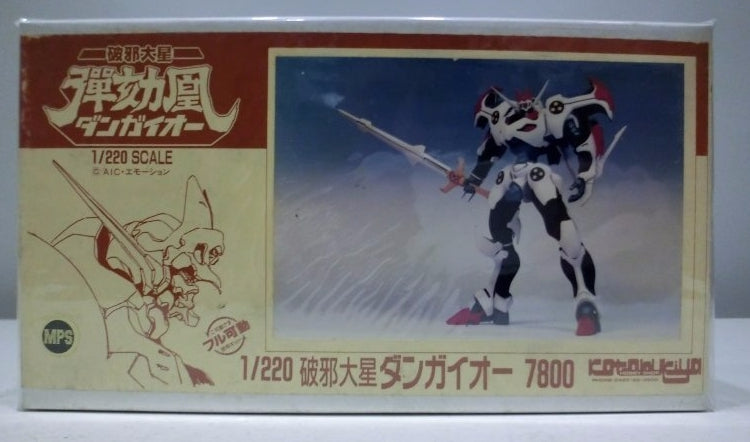 破邪大星
彈劾凰
ダンガイオー
1/220 SCALE
© AIC・エモーション
MPS
フル可動
1/220 破邪大星 ダンガイオー 7800
HOBBY SHOP